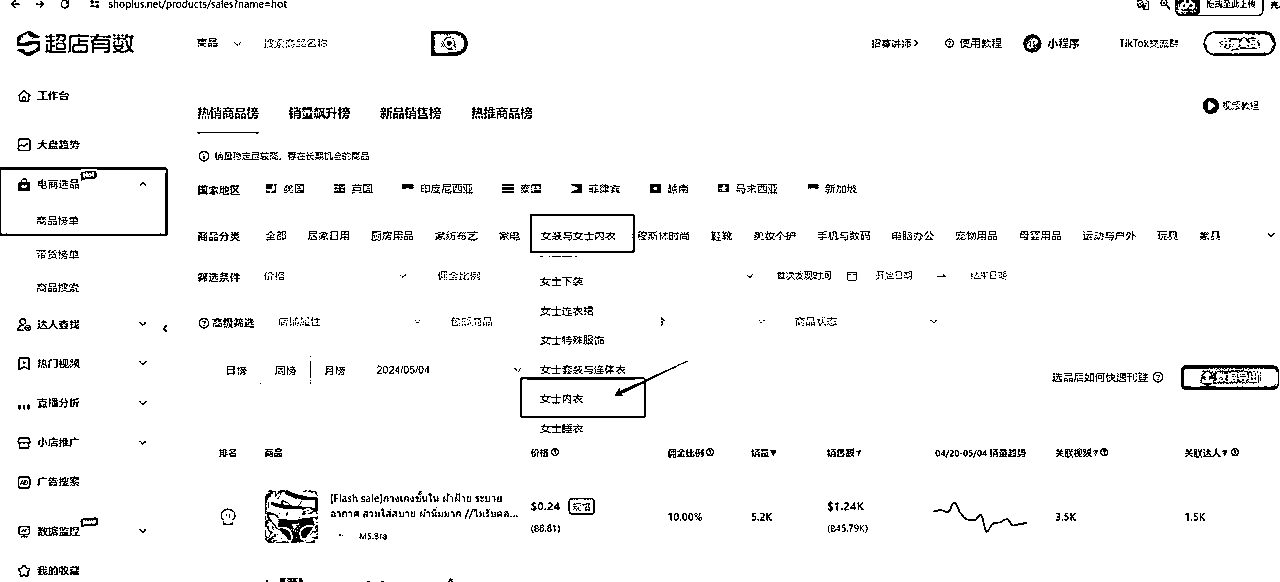 shoplus.net/products/sales?name=hot
超店有数
商品 搜索商品名称
招募讲师> 使用教程 小程序 TikTok交流群
工作台
热销商品榜 销量飙升榜 新品销售榜 热推商品榜
视频教程
大盘趋势
销量稳定且较高，存在长期机会的商品
电商选品
国家地区 美国 英国 印度尼西亚 泰国 菲律宾 越南 马来西亚 新加坡
商品榜单
商品分类 全部 居家日用 厨房用品 家纺布艺 家电 女装与女士内衣 穆斯林时尚 鞋靴 美妆个护 手机与数码 电脑办公 宠物用品 母婴用品 运动与户外 玩具 家具
带货榜单
筛选条件 价格 佣金比例 首次发现时间 开始日期 → 结束日期
女士下装
商品搜索
女士连衣裙
达人查找
高级筛选 店铺属性 包邮商品 商品状态
女士特殊服饰
热门视频
日榜 周榜 月榜 2024/05/04
女士套装与连体衣
选品后如何快速刊登
数据导出
直播分析
女士内衣
女士睡衣
小店推广
排名 商品 价格 佣金比例 销量 销售额 04/20-05/04 销量趋势 关联视频 关联达人
广告搜索
[Flash sale]กางเกงชั้นใน ผ้าฝ้าย ระบาย
อากาศ สวมใส่สบาย ผ้านิ่มมาก //ไม่รับคล...
MS.Bra
$0.24
(฿8.81)
10.00% 5.2K
$1.24K
(฿45.79K)
3.5K 1.5K
数据监控
我的收藏